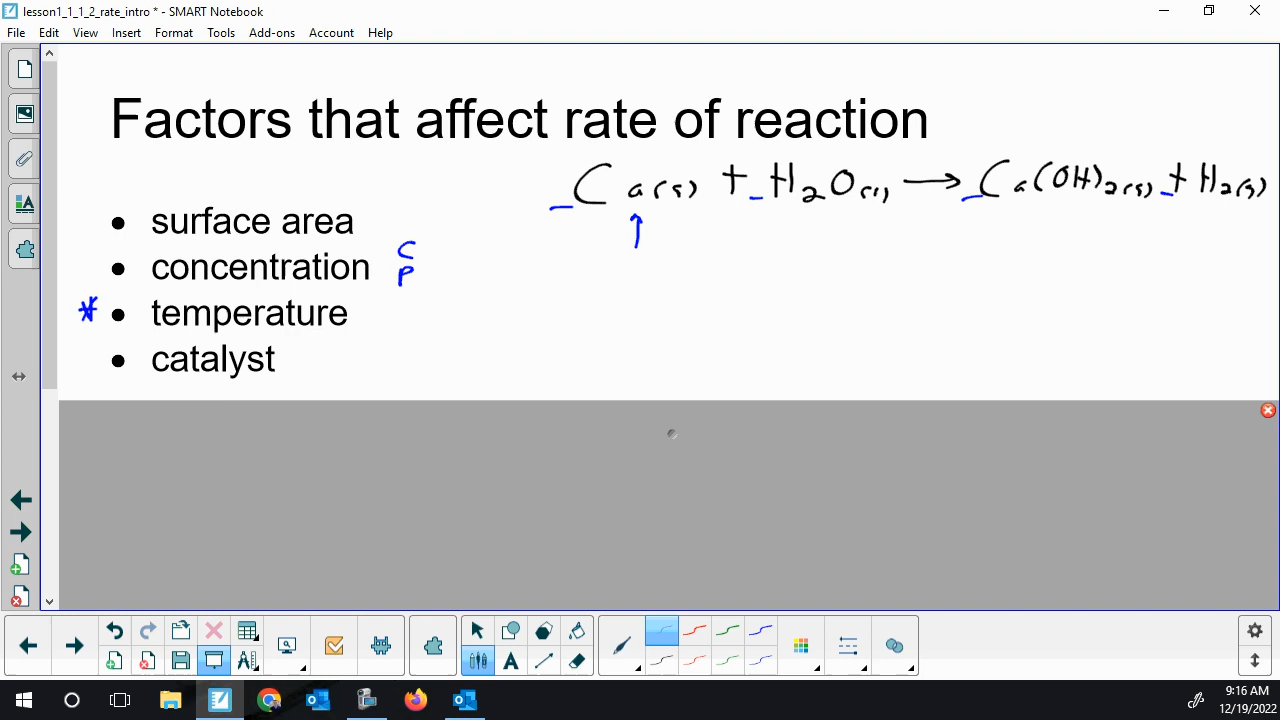 lesson1_1_1_2_rate_intro * - SMART Notebook
File Edit View Insert Format Tools Add-ons Account Help
Factors that affect rate of reaction
_Ca(s) + _H2O(l) → _Ca(OH)2(s) _+ H2(g)
• surface area
• concentration C P
* • temperature
• catalyst
9:16 AM
12/19/2022